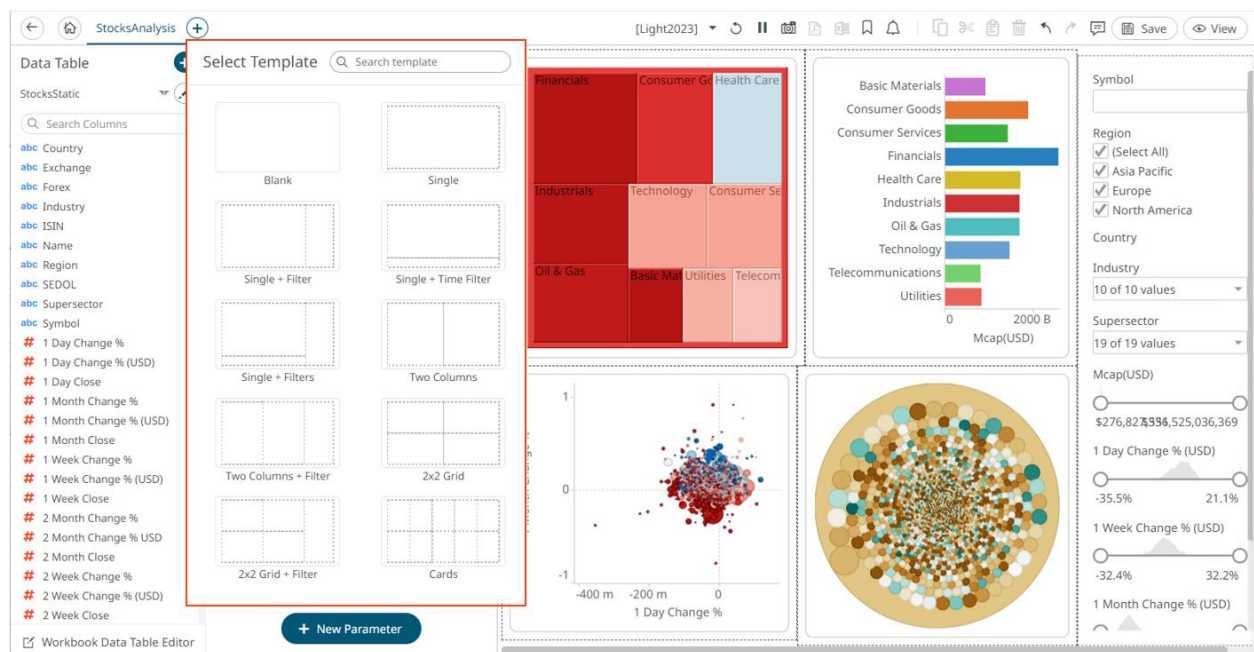 StocksAnalysis
[Light2023]
Save
View
Data Table
StocksStatic
Search Columns
abc Country
abc Exchange
abc Forex
abc Industry
abc ISIN
abc Name
abc Region
abc SEDOL
abc Supersector
abc Symbol
# 1 Day Change %
# 1 Day Change % (USD)
# 1 Day Close
# 1 Month Change %
# 1 Month Change % (USD)
# 1 Month Close
# 1 Week Change %
# 1 Week Change % (USD)
# 1 Week Close
# 2 Month Change %
# 2 Month Change % USD
# 2 Month Close
# 2 Week Change %
# 2 Week Change % (USD)
# 2 Week Close
Workbook Data Table Editor
Select Template
Search template
Blank
Single
Single + Filter
Single + Time Filter
Single + Filters
Two Columns
Two Columns + Filter
2x2 Grid
2x2 Grid + Filter
Cards
+ New Parameter
Financials
Consumer Go
Health Care
Industrials
Technology
Consumer Se
Oil & Gas
Basic Mat
Utilities
Telecom
Basic Materials
Consumer Goods
Consumer Services
Financials
Health Care
Industrials
Oil & Gas
Technology
Telecommunications
Utilities
0
2000 B
Mcap(USD)
1
0
-1
-400 m
-200 m
0
1 Day Change %
Symbol
Region
(Select All)
Asia Pacific
Europe
North America
Country
Industry
10 of 10 values
Supersector
19 of 19 values
Mcap(USD)
525,036,369
1 Day Change % (USD)
-35.5%
21.1%
1 Week Change % (USD)
-32.4%
32.2%
1 Month Change % (USD)